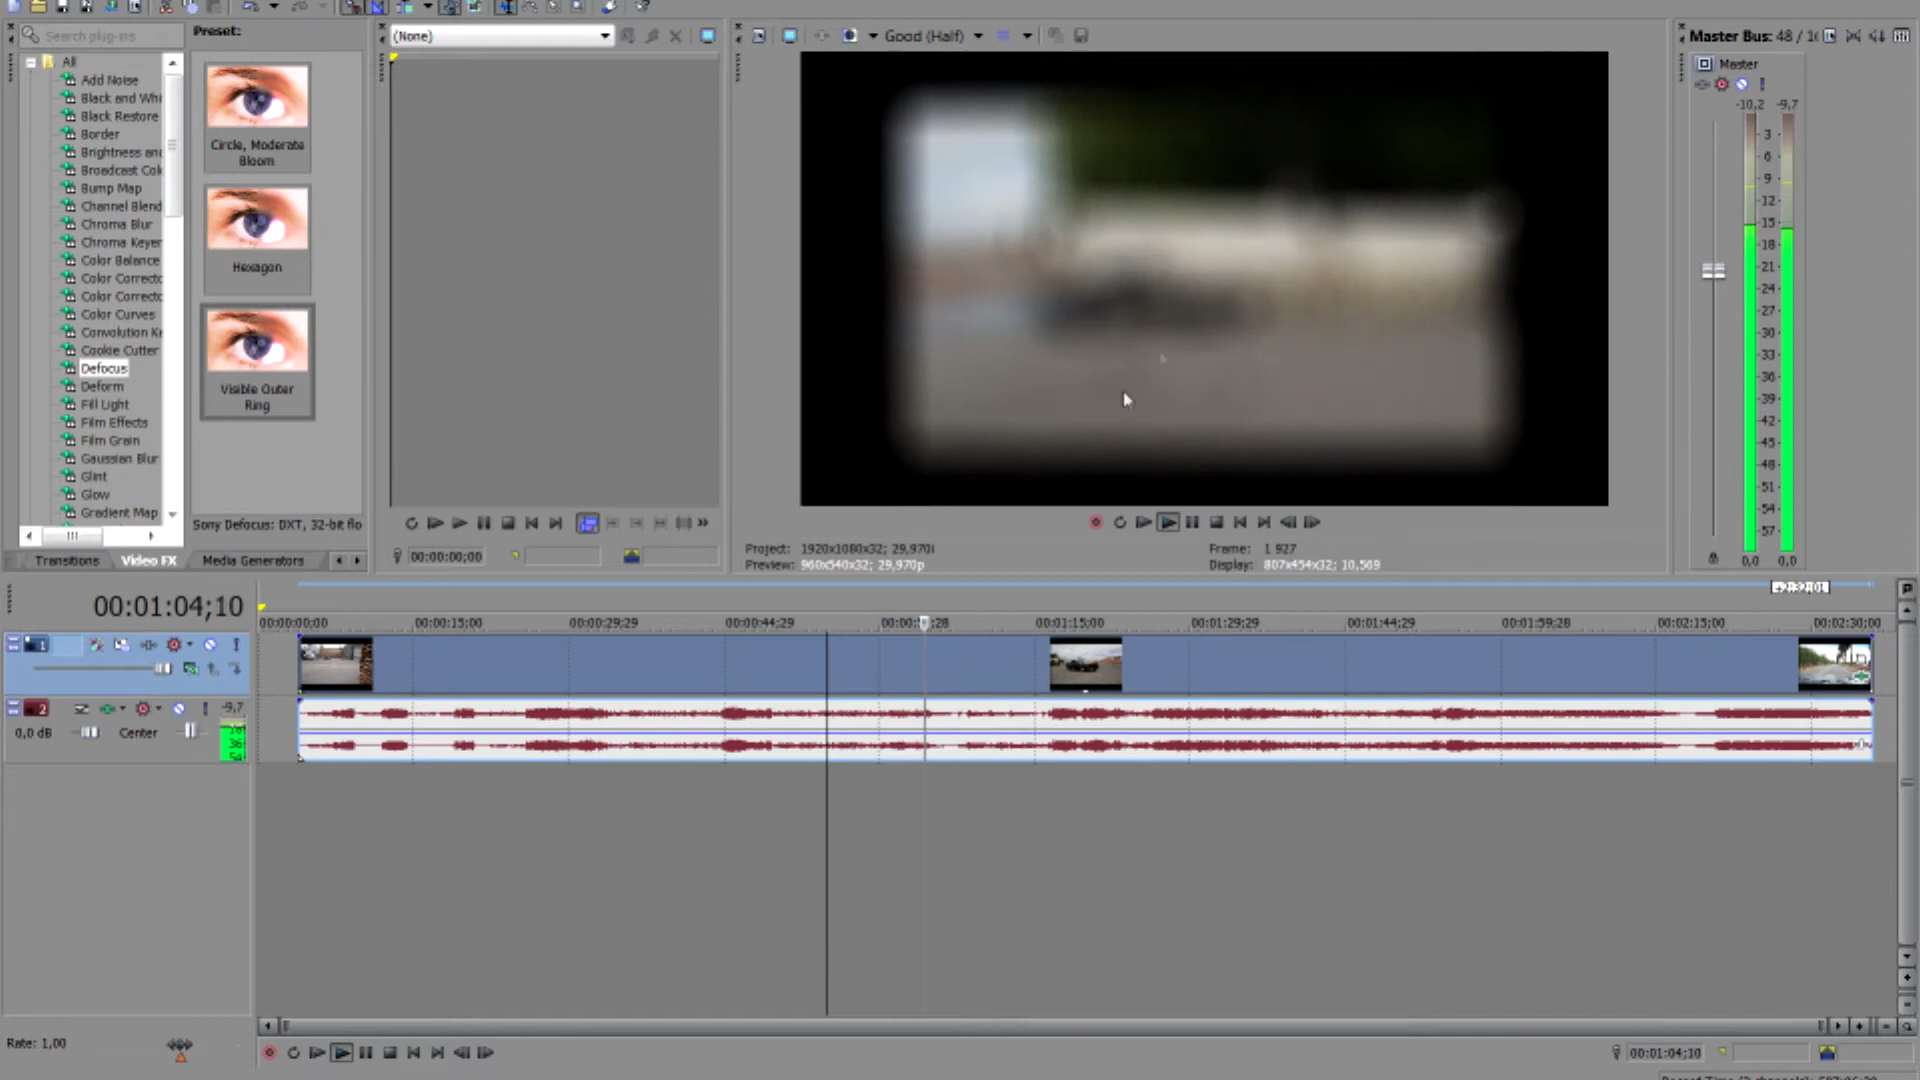 Search plug-ins
Preset:
(None)
Good (Half)
Master Bus: 48 / 16
All
Add Noise
Black and Whi
Black Restore
Border
Brightness and
Broadcast Colo
Bump Map
Channel Blend
Chroma Blur
Chroma Keyer
Color Balance
Color Correcto
Color Correcto
Color Curves
Convolution Ke
Cookie Cutter
Defocus
Deform
Fill Light
Film Effects
Film Grain
Gaussian Blur
Glint
Glow
Gradient Map
Circle, Moderate
Bloom
Hexagon
Visible Outer
Ring
Sony Defocus: DXT, 32-bit flo
Transitions
Video FX
Media Generators
00:00:00;00
Project: 1920x1080x32; 29,970i
Preview: 960x540x32; 29,970p
Frame: 1 927
Display: 807x454x32; 10,569
Master
-10,2 -9,7
3
6
9
12
15
18
21
24
27
30
33
36
39
42
45
48
51
54
57
0,0 0,0
00:01:04;10
00:00:00;00
00:00:15;00
00:00:29;29
00:00:44;29
00:01:15;00
00:01:29;29
00:01:44;29
00:01:59;28
00:02:15;00
00:02:30;00
1
2
-9,7
0,0 dB
Center
18
36
54
Rate: 1,00
00:01:04;10